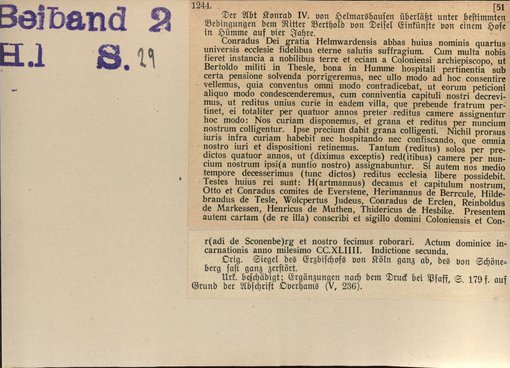 Beiband 2
H.1 S. 29
1244. [51
Der Abt Konrad IV. von Helmarshausen überläßt unter bestimmten
Bedingungen dem Ritter Berthold von Deisel Einkünfte von einem Hofe
in Hümme auf vier Jahre.
Conradus Dei gratia Helmwardensis abbas huius nominis quartus
universis ecclesie fidelibus eterne salutis suffragium. Cum multa nobis
fieret instancia a nobilibus terre et eciam a Coloniensi archiepiscopo, ut
Bertoldo militi in Thesle, bona in Humme hospitali pertinentia sub
certa pensione solvenda porrigeremus, nec ullo modo ad hoc consentire
vellemus, quia conventus omni modo contradicebat, ut eorum peticioni
aliquo modo condescenderemus, cum conniventia capituli nostri decrevi-
mus, ut reditus unius curie in eadem villa, que prebende fratrum per-
tinet, ei totaliter per quatuor annos preter reditus camere assignentur
hoc modo: Nos curiam disponemus, et grana et reditus per nuncium
nostrum colligentur. Ipse precium dabit grana colligenti. Nichil prorsus
iuris infra curiam habebit nec hospitando nec confiscando, que omnia
nostro iuri et dispositioni retinemus. Tantum (reditus) solos per pre-
dictos quatuor annos, ut (diximus exceptis) red(itibus) camere per nun-
cium nostrum ipsi(a nuntio nostro) assignabuntur. Si autem nos medio
tempore decesserimus (tunc dictos) reditus ecclesia libere possidebit.
Testes huius rei sunt: H(artmannus) decanus et capitulum nostrum,
Otto et Conradus comites de Everstene, Herimannus de Berrcule, Hilde-
brandus de Tesle, Wolcpertus Judeus, Conradus de Erclen, Reinboldus
de Markessen, Henricus de Muthen, Thidericus de Hesbike. Presentem
autem cartam (de re illa) conscribi et sigillo domini Coloniensis et Con-
r(adi de Sconenbe)rg et nostro fecimus roborari. Actum dominice in-
carnationis anno milesimo CC.XLIIII. Indictione secunda.
Orig. Siegel des Erzbischofs von Köln ganz ab, des von Schöne-
berg fast ganz zerstört.
Urk. beschädigt; Ergänzungen nach dem Druck bei Pfaff, S. 179 f. auf
Grund der Abschrift Overhams (V, 236).